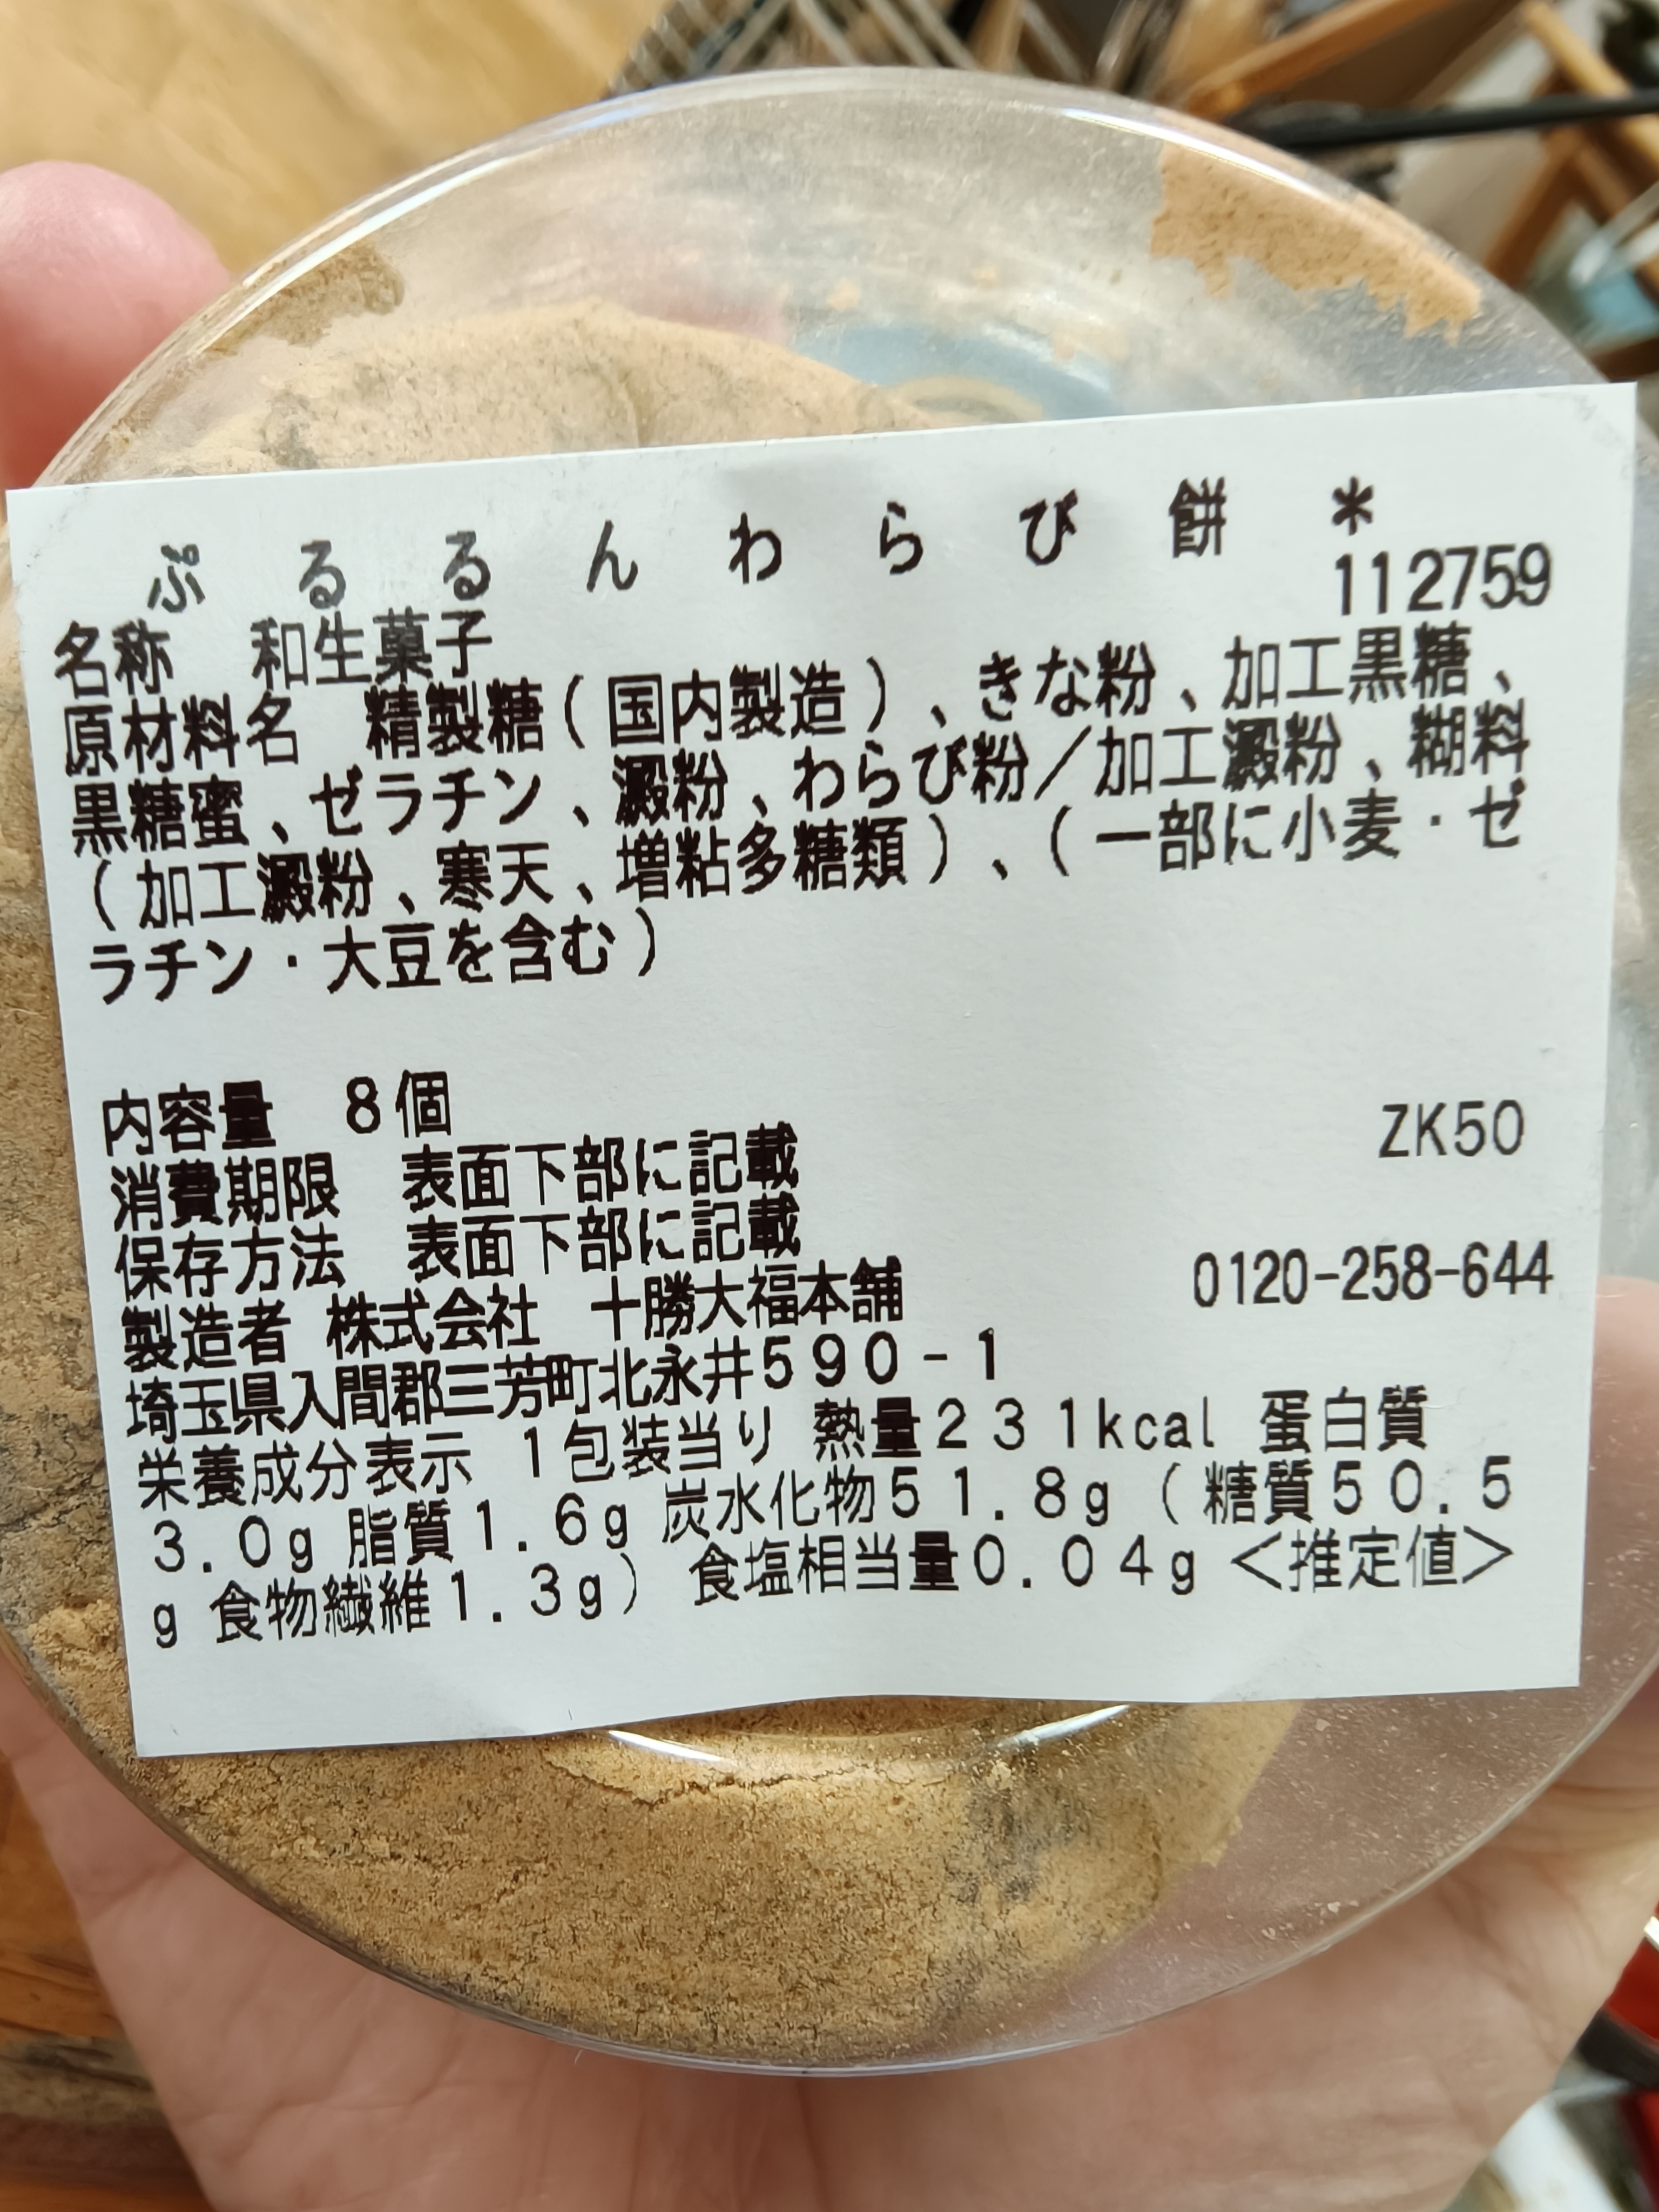 ぷるるんわらび餅 *
112759
名称 和生菓子
原材料名 精製糖(国内製造)、きな粉、加工黒糖、
黒糖蜜、ゼラチン、澱粉、わらび粉/加工澱粉、糊料
(加工澱粉、寒天、増粘多糖類)、(一部に小麦・ゼ
ラチン・大豆を含む)
内容量 8個
ZK50
消費期限 表面下部に記載
保存方法 表面下部に記載
製造者 株式会社 十勝大福本舗 0120-258-644
埼玉県入間郡三芳町北永井590-1
栄養成分表示 1包装当り 熱量231kcal 蛋白質
3.0g 脂質1.6g 炭水化物51.8g (糖質50.5
g 食物繊維1.3g) 食塩相当量0.04g <推定値>